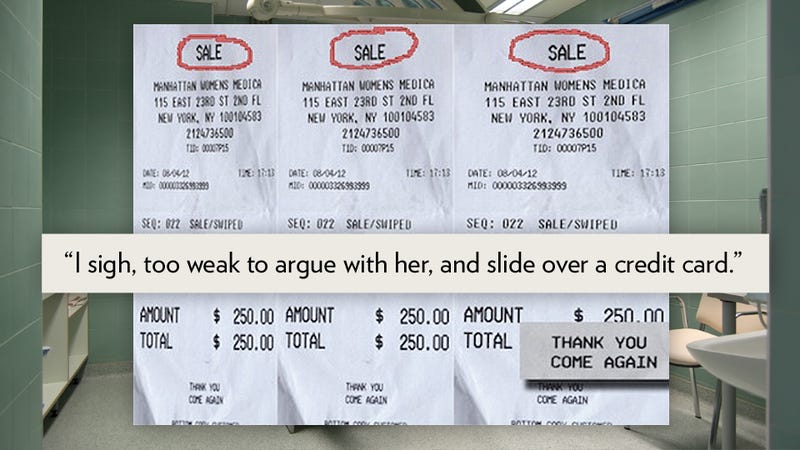 SALE
MANHATTAN WOMENS MEDICA
115 EAST 23RD ST 2ND FL
NEW YORK, NY 100104583
2124736500
TID: 00007P15
DATE: 08/04/12 TIME: 17:13
MID: 000003326993999
SEQ: 022 SALE/SWIPED
SALE
MANHATTAN WOMENS MEDICA
115 EAST 23RD ST 2ND FL
NEW YORK, NY 100104583
2124736500
TID: 00007P15
DATE: 08/04/12 TIME: 17:13
MID: 000003326993999
SEQ: 022 SALE/SWIPED
SALE
MANHATTAN WOMENS MEDICA
115 EAST 23RD ST 2ND FL
NEW YORK, NY 100104583
2124736500
TID: 00007P15
DATE: 08/04/12 TIME: 17:13
MID: 000003326993999
SEQ: 022 SALE/SWIPED
“I sigh, too weak to argue with her, and slide over a credit card.”
AMOUNT $ 250.00
TOTAL $ 250.00
THANK YOU
COME AGAIN
AMOUNT $ 250.00
TOTAL $ 250.00
THANK YOU
COME AGAIN
AMOUNT $ 250.00
TOTAL
THANK YOU
COME AGAIN
THANK YOU
COME AGAIN